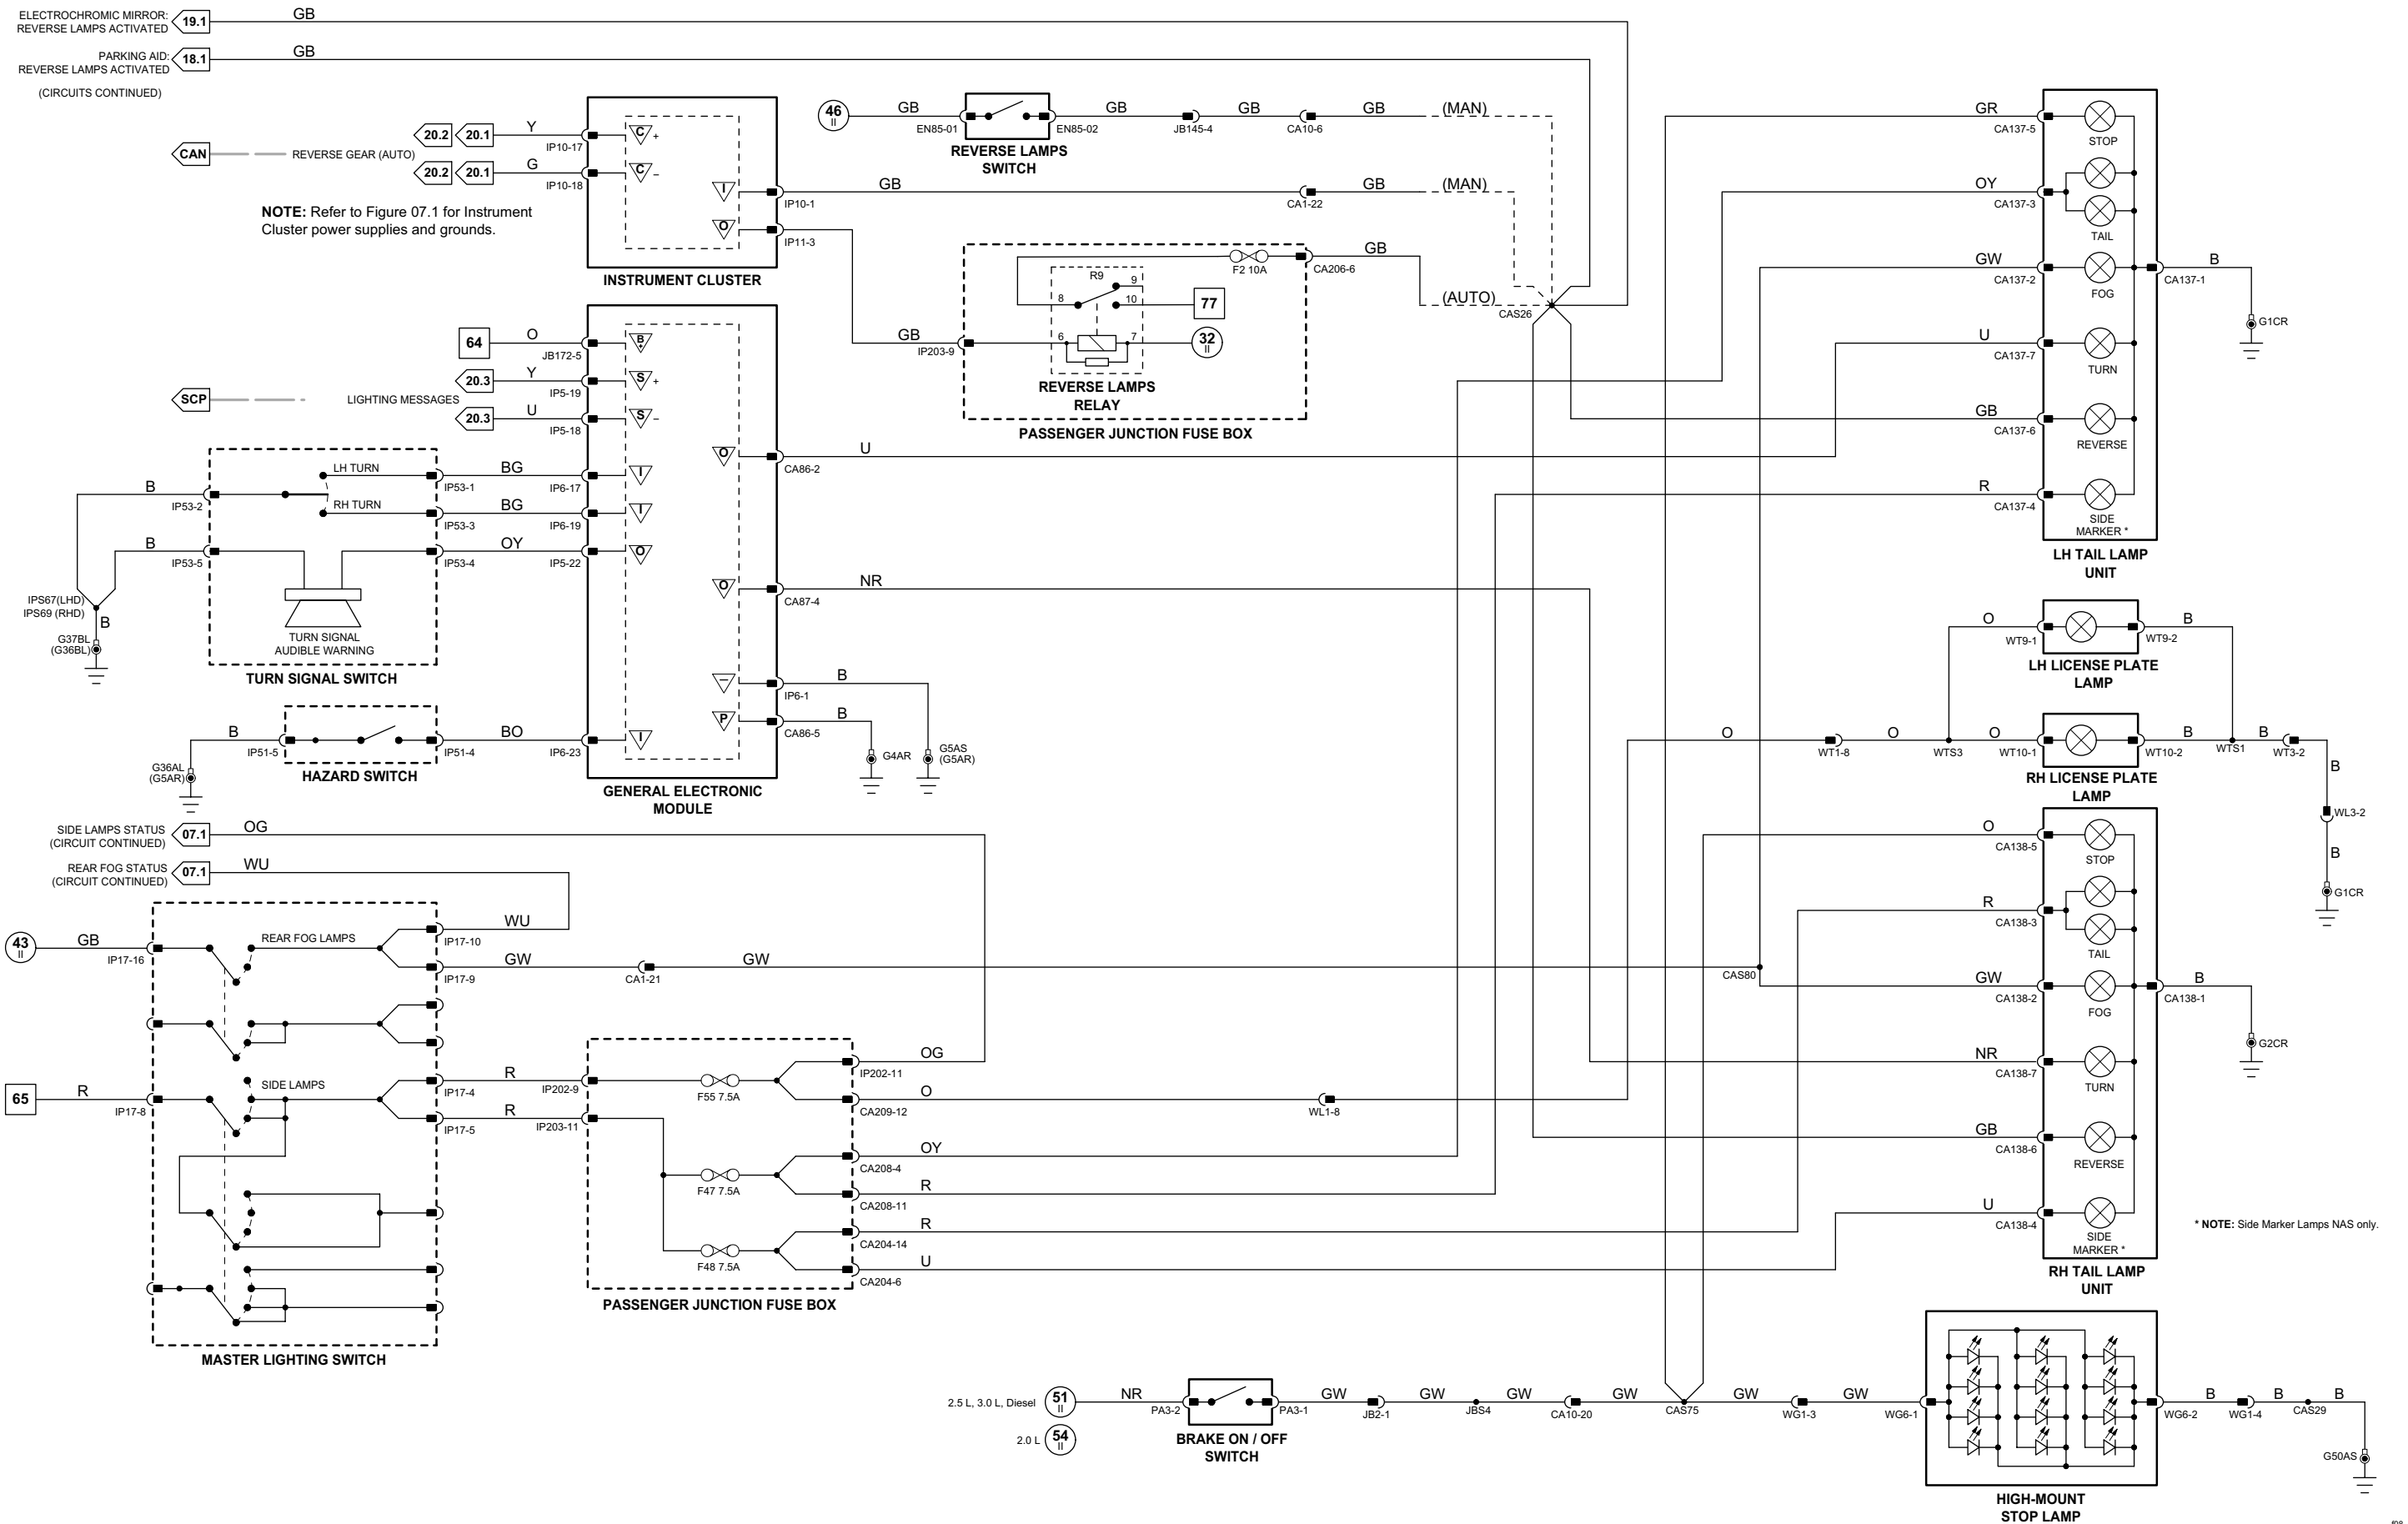 ELECTROCHROMIC MIRROR:
REVERSE LAMPS ACTIVATED
19.1
GB
PARKING AID:
REVERSE LAMPS ACTIVATED
18.1
GB
(CIRCUITS CONTINUED)
20.2
20.1
Y
IP10-17
C
+
CAN
REVERSE GEAR (AUTO)
20.2
20.1
G
IP10-18
C
–
NOTE: Refer to Figure 07.1 for Instrument
Cluster power supplies and grounds.
I
IP10-1
O
IP11-3
INSTRUMENT CLUSTER
46
II
GB
EN85-01
EN85-02
REVERSE LAMPS
SWITCH
GB
JB145-4
GB
CA10-6
GB
(MAN)
GB
CA1-22
GB
(MAN)
F2 10A
CA206-6
GB
R9
9
8
10
77
(AUTO)
CAS26
GB
IP203-9
6
7
32
II
REVERSE LAMPS
RELAY
PASSENGER JUNCTION FUSE BOX
64
O
JB172-5
B
+
20.3
Y
IP5-19
S
+
SCP
LIGHTING MESSAGES
20.3
U
IP5-18
S
–
O
CA86-2
U
LH TURN
IP53-1
BG
IP6-17
I
B
IP53-2
RH TURN
IP53-3
BG
IP6-19
I
B
IP53-5
IP53-4
OY
IP5-22
O
IPS67(LHD)
IPS69 (RHD)
B
G37BL
(G36BL)
TURN SIGNAL
AUDIBLE WARNING
TURN SIGNAL SWITCH
O
CA87-4
NR
–
IP6-1
B
P
CA86-5
B
G4AR
G5AS
(G5AR)
B
IP51-5
IP51-4
BO
IP6-23
I
G36AL
(G5AR)
HAZARD SWITCH
GENERAL ELECTRONIC
MODULE
SIDE LAMPS STATUS
(CIRCUIT CONTINUED)
07.1
OG
REAR FOG STATUS
(CIRCUIT CONTINUED)
07.1
WU
43
II
GB
IP17-16
REAR FOG LAMPS
IP17-10
WU
IP17-9
GW
CA1-21
GW
CAS80
65
R
IP17-8
SIDE LAMPS
IP17-4
R
IP202-9
IP17-5
R
IP203-11
MASTER LIGHTING SWITCH
F55 7.5A
IP202-11
OG
CA209-12
O
WL1-8
F47 7.5A
CA208-4
OY
CA208-11
R
F48 7.5A
CA204-14
R
CA204-6
U
PASSENGER JUNCTION FUSE BOX
GR
CA137-5
STOP
OY
CA137-3
TAIL
GW
CA137-2
FOG
CA137-1
B
G1CR
U
CA137-7
TURN
GB
CA137-6
REVERSE
R
CA137-4
SIDE
MARKER *
LH TAIL LAMP
UNIT
O
WT9-1
WT9-2
B
LH LICENSE PLATE
LAMP
O
WT1-8
O
WTS3
O
WT10-1
WT10-2
B
WTS1
B
WT3-2
B
WL3-2
B
G1CR
RH LICENSE PLATE
LAMP
O
CA138-5
STOP
R
CA138-3
TAIL
GW
CA138-2
FOG
CA138-1
B
G2CR
NR
CA138-7
TURN
GB
CA138-6
REVERSE
U
CA138-4
SIDE
MARKER *
RH TAIL LAMP
UNIT
* NOTE: Side Marker Lamps NAS only.
2.5 L, 3.0 L, Diesel
51
II
NR
PA3-2
PA3-1
GW
JB2-1
GW
JBS4
GW
CA10-20
GW
CAS75
GW
WG1-3
GW
WG6-1
WG6-2
B
WG1-4
B
CAS29
B
G50AS
2.0 L
54
II
BRAKE ON / OFF
SWITCH
HIGH-MOUNT
STOP LAMP